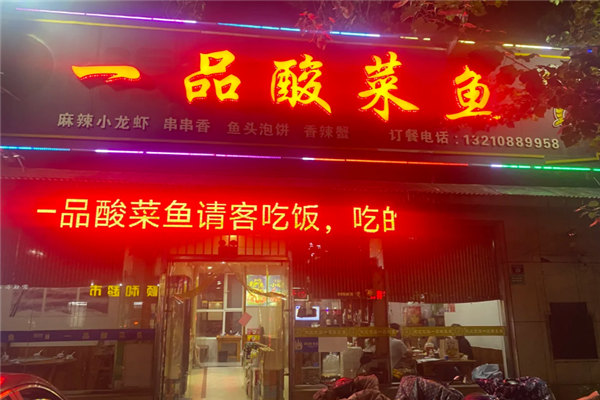 一品酸菜鱼
麻辣小龙虾 串串香 鱼头泡饼 香辣蟹 订餐电话:13210889958
一品酸菜鱼请客吃饭，吃的